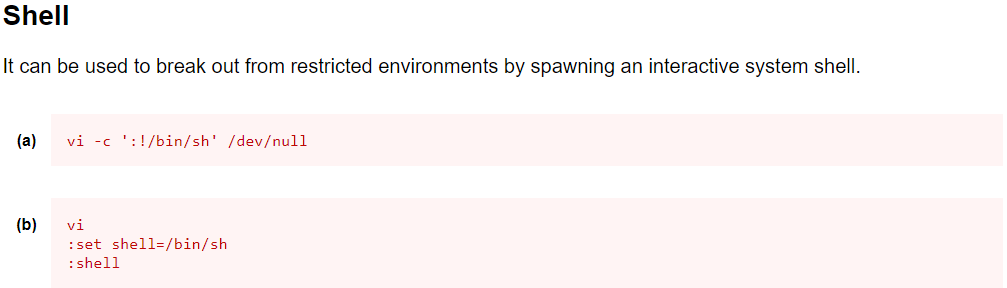 Shell
It can be used to break out from restricted environments by spawning an interactive system shell.
(a) vi -c ':!/bin/sh' /dev/null
(b) vi
:set shell=/bin/sh
:shell